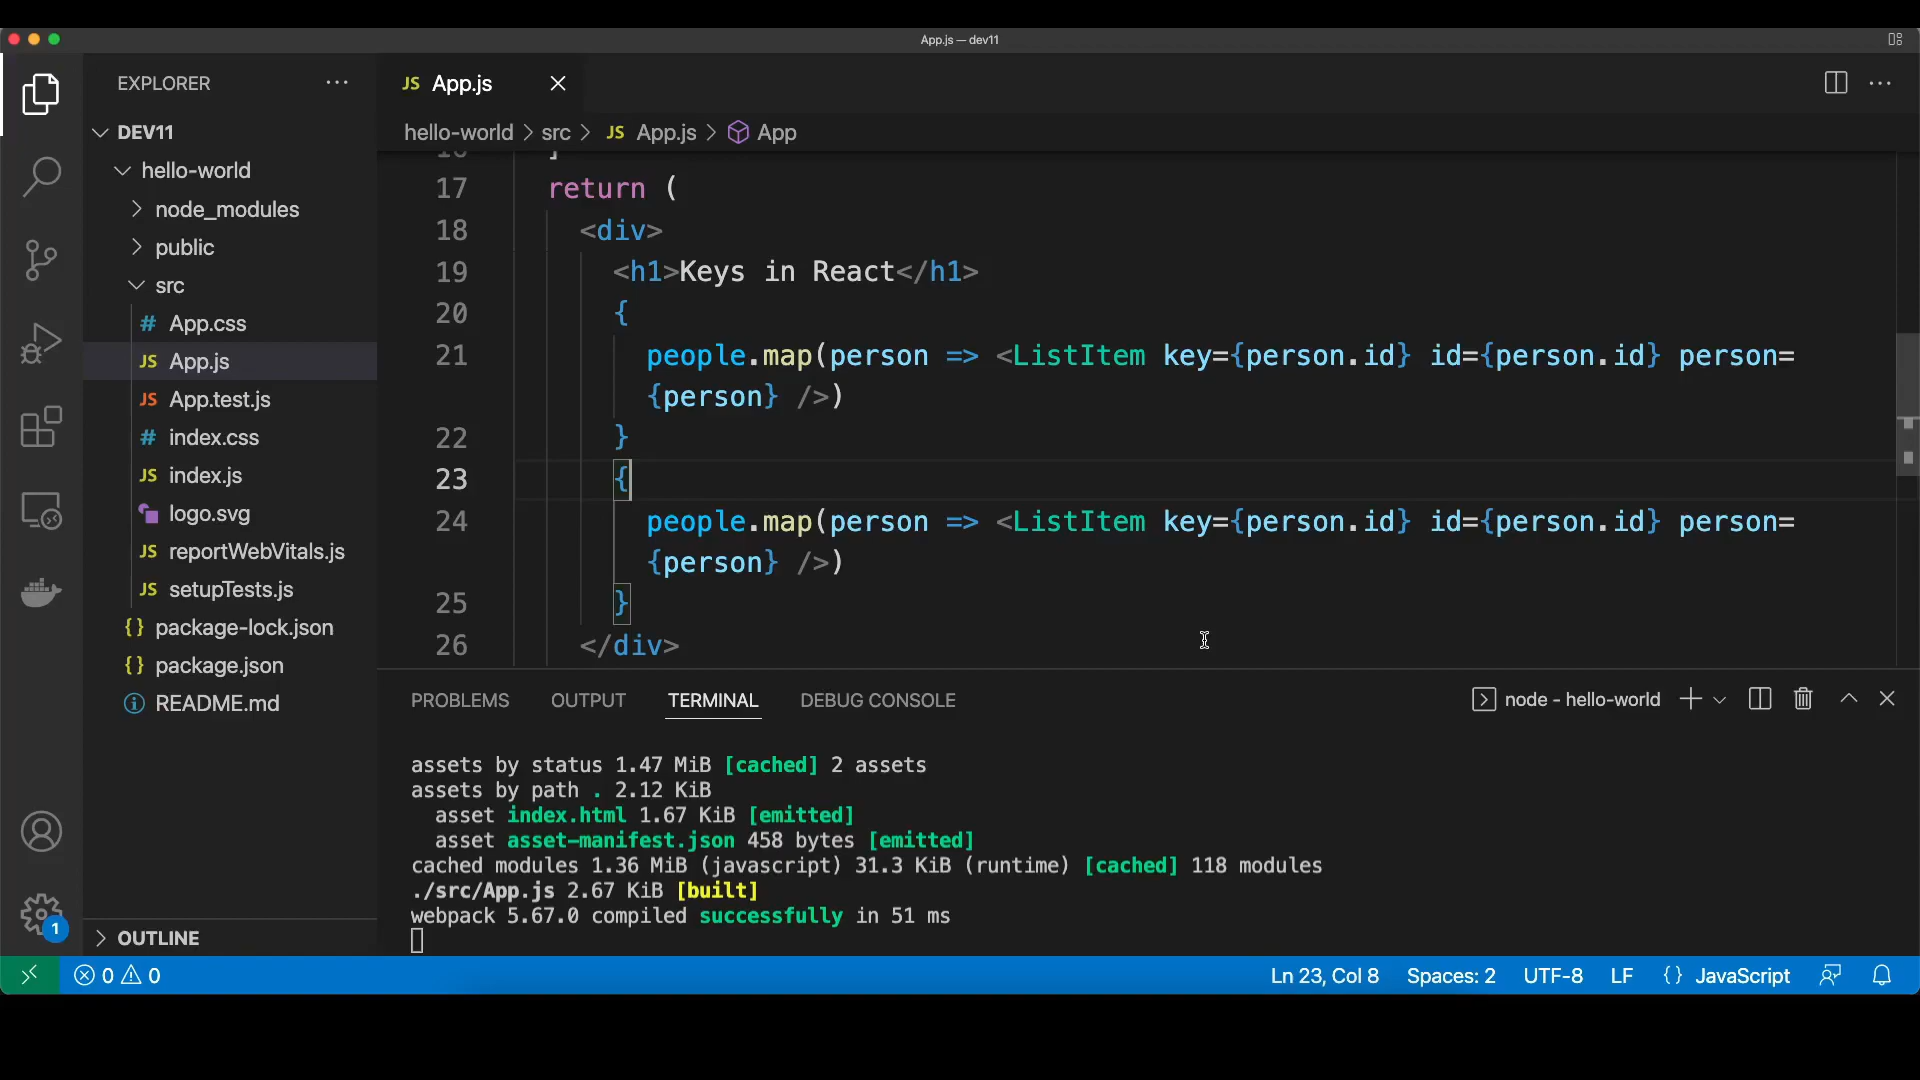 App.js — dev11
EXPLORER
JS App.js
DEV11
hello-world > src > JS App.js > App
hello-world
node_modules
public
src
# App.css
JS App.js
JS App.test.js
# index.css
JS index.js
logo.svg
JS reportWebVitals.js
JS setupTests.js
{} package-lock.json
{} package.json
README.md
OUTLINE
1
17 return (
18 <div>
19 <h1>Keys in React</h1>
20 {
21 people.map(person => <ListItem key={person.id} id={person.id} person=
{person} />)
22 }
23 {
24 people.map(person => <ListItem key={person.id} id={person.id} person=
{person} />)
25 }
26 </div>
PROBLEMS OUTPUT TERMINAL DEBUG CONSOLE
node - hello-world
assets by status 1.47 MiB [cached] 2 assets
assets by path . 2.12 KiB
asset index.html 1.67 KiB [emitted]
asset asset-manifest.json 458 bytes [emitted]
cached modules 1.36 MiB (javascript) 31.3 KiB (runtime) [cached] 118 modules
./src/App.js 2.67 KiB [built]
webpack 5.67.0 compiled successfully in 51 ms
0 0
Ln 23, Col 8 Spaces: 2 UTF-8 LF {} JavaScript